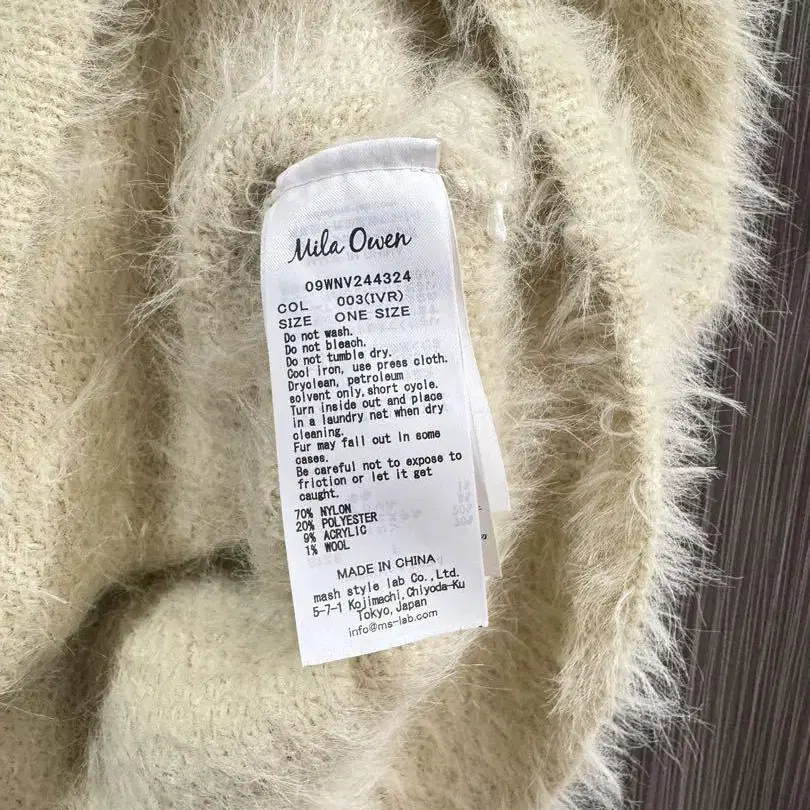 Mila Owen
09WNV244324
COL 003(IVR)
SIZE ONE SIZE
Do not wash.
Do not bleach.
Do not tumble dry.
Cool iron, use press cloth.
Dryclean, petroleum
solvent only,short cycle.
Turn inside out and place
in a laundry net when dry
cleaning.
Fur may fall out in some
cases.
Be careful not to expose to
friction or let it get
caught.
70% NYLON
20% POLYESTER
9% ACRYLIC
1% WOOL
MADE IN CHINA
mash style lab Co.,Ltd.
5-7-1 Kojimachi,Chiyoda-Ku
Tokyo,Japan
info@ms-lab.com